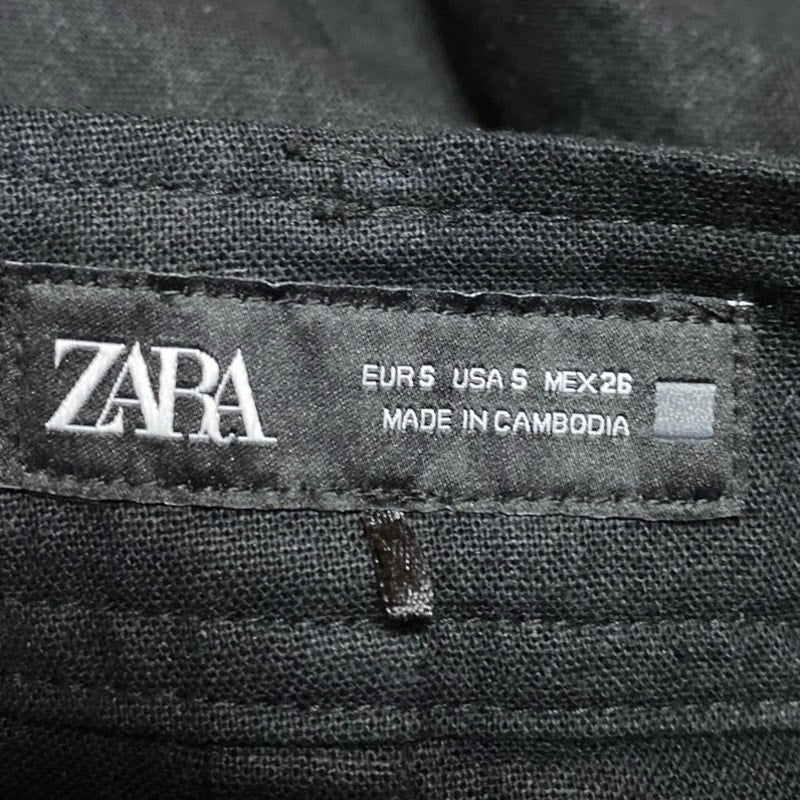 ZARA
EUR S USA S MEX 26
MADE IN CAMBODIA